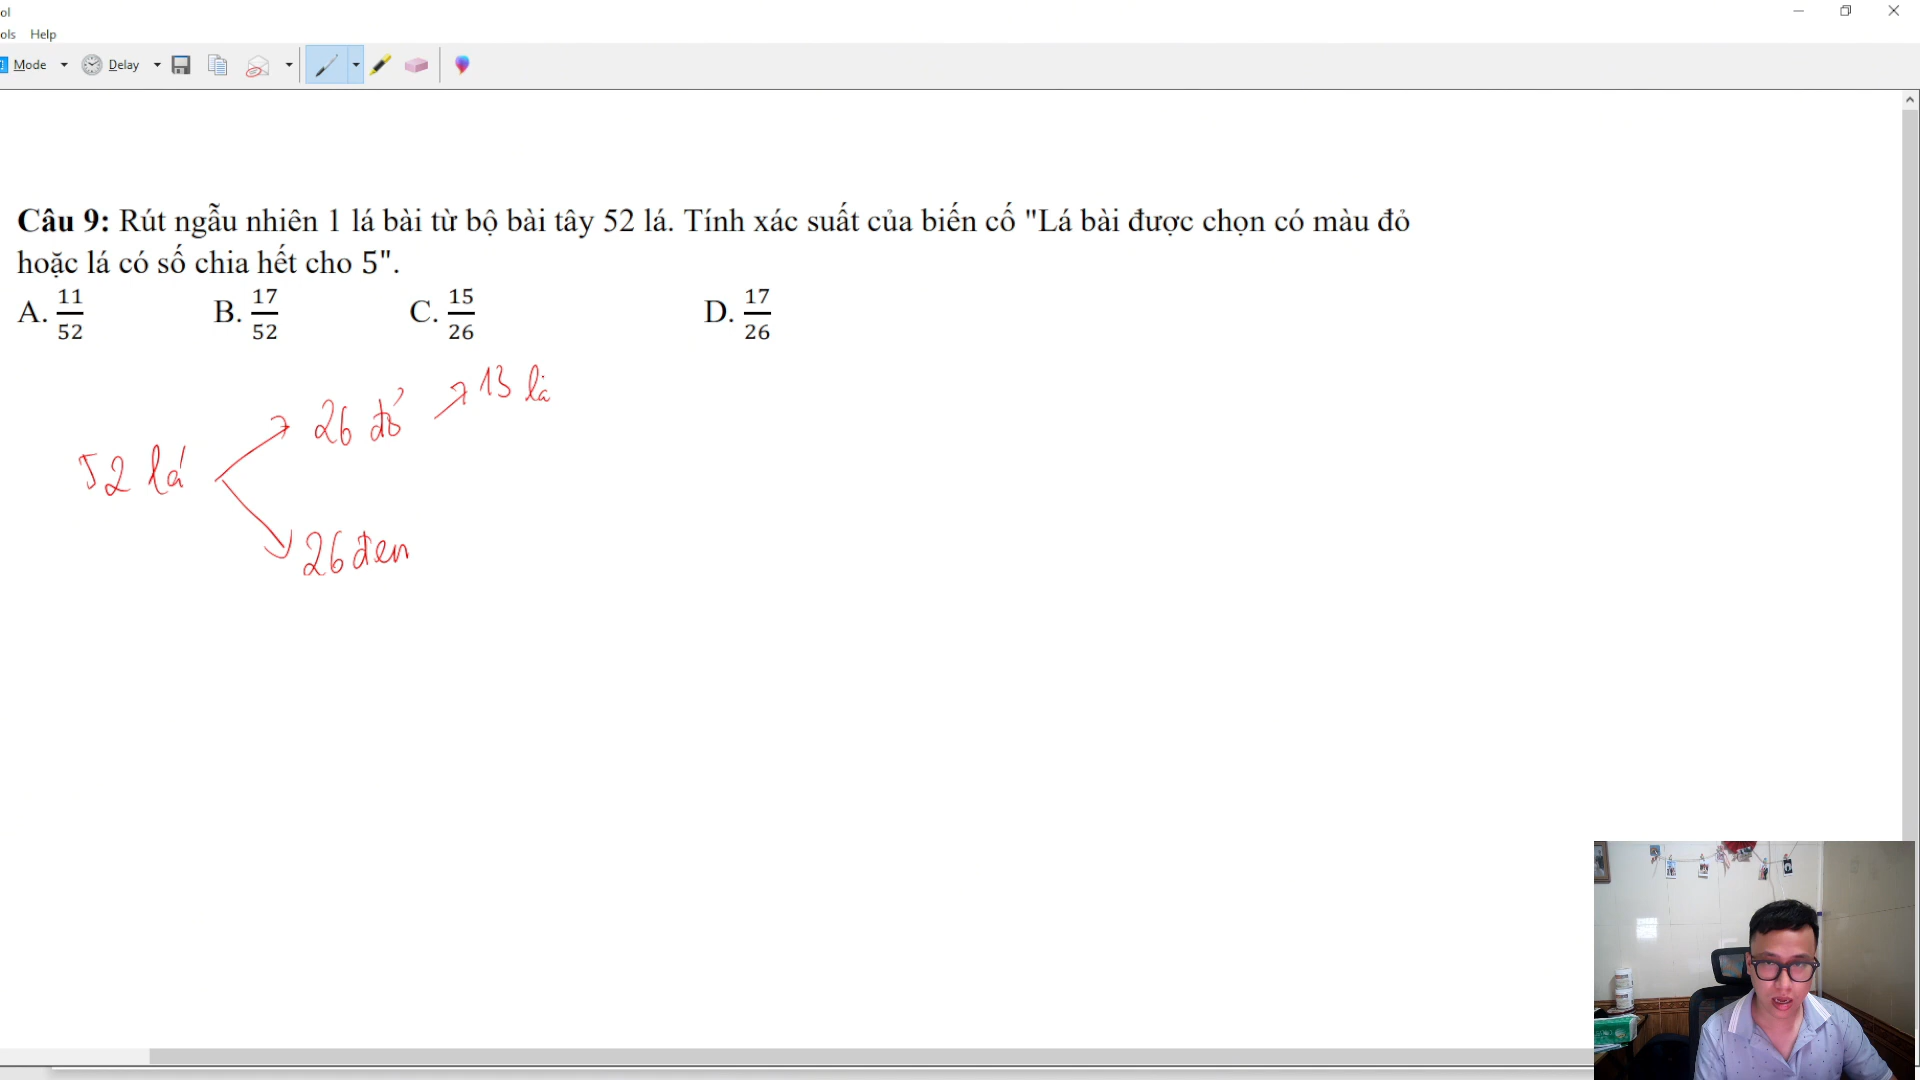 ol
ols Help
Mode Delay
Câu 9: Rút ngẫu nhiên 1 lá bài từ bộ bài tây 52 lá. Tính xác suất của biến cố "Lá bài được chọn có màu đỏ
hoặc lá có số chia hết cho 5".
A. 11/52 B. 17/52 C. 15/26 D. 17/26
52 lá
26 đỏ → 13 lá
26 đen